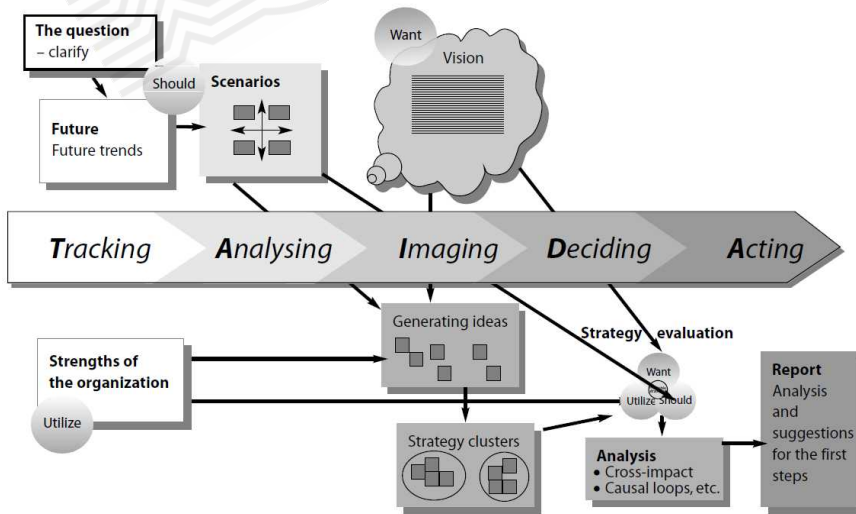 The question
– clarify
Should
Scenarios
Want
Vision
Future
Future trends
Tracking
Analysing
Imaging
Deciding
Acting
Generating ideas
Strategy evaluation
Strengths of
the organization
Utilize
Want
Utilize
Should
Strategy clusters
Analysis
• Cross-impact
• Causal loops, etc.
Report
Analysis
and
suggestions
for the first
steps